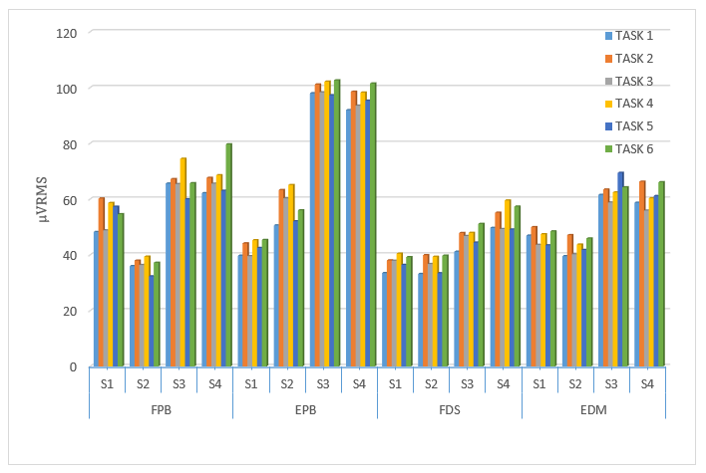 120
100
80
60
40
20
0
µVRMS
TASK 1
TASK 2
TASK 3
TASK 4
TASK 5
TASK 6
S1 S2 S3 S4 S1 S2 S3 S4 S1 S2 S3 S4 S1 S2 S3 S4
FPB EPB FDS EDM